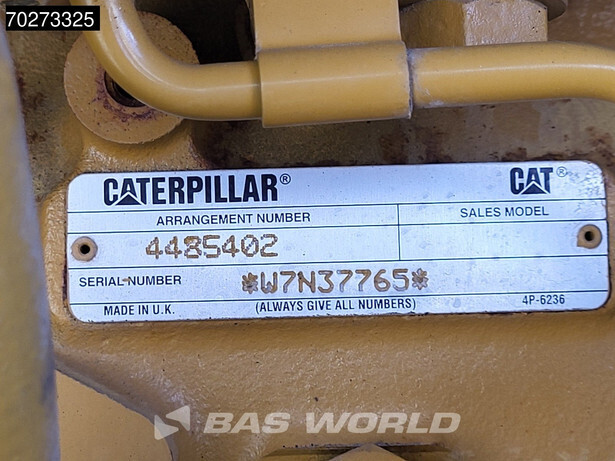 70273325
CATERPILLAR® CAT®
ARRANGEMENT NUMBER SALES MODEL
4485402
SERIAL NUMBER *W7N37765*
MADE IN U.K. (ALWAYS GIVE ALL NUMBERS) 4P-6236
BAS WORLD